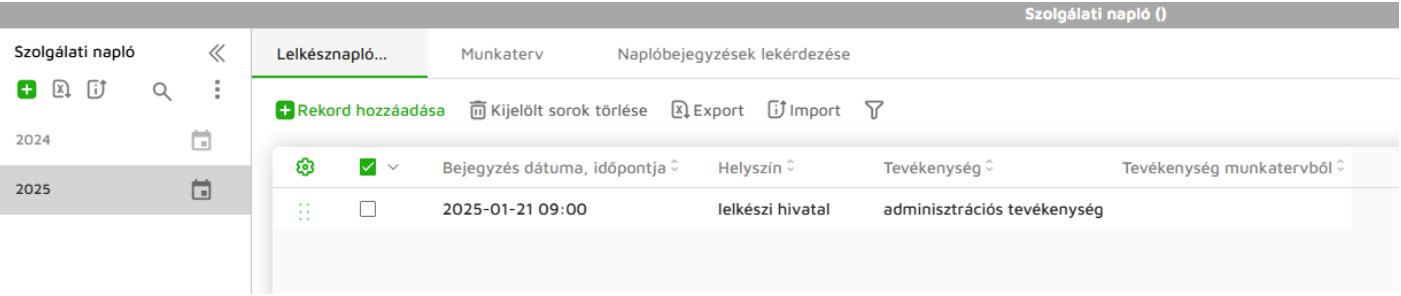 Szolgálati napló ()
Szolgálati napló
Lelkésznapló... Munkaterv Naplóbejegyzések lekérdezése
Rekord hozzáadása Kijelölt sorok törlése Export Import
2024
2025
Bejegyzés dátuma, időpontja Helyszín Tevékenység Tevékenység munkatervből
2025-01-21 09:00 lelkészi hivatal adminisztrációs tevékenység